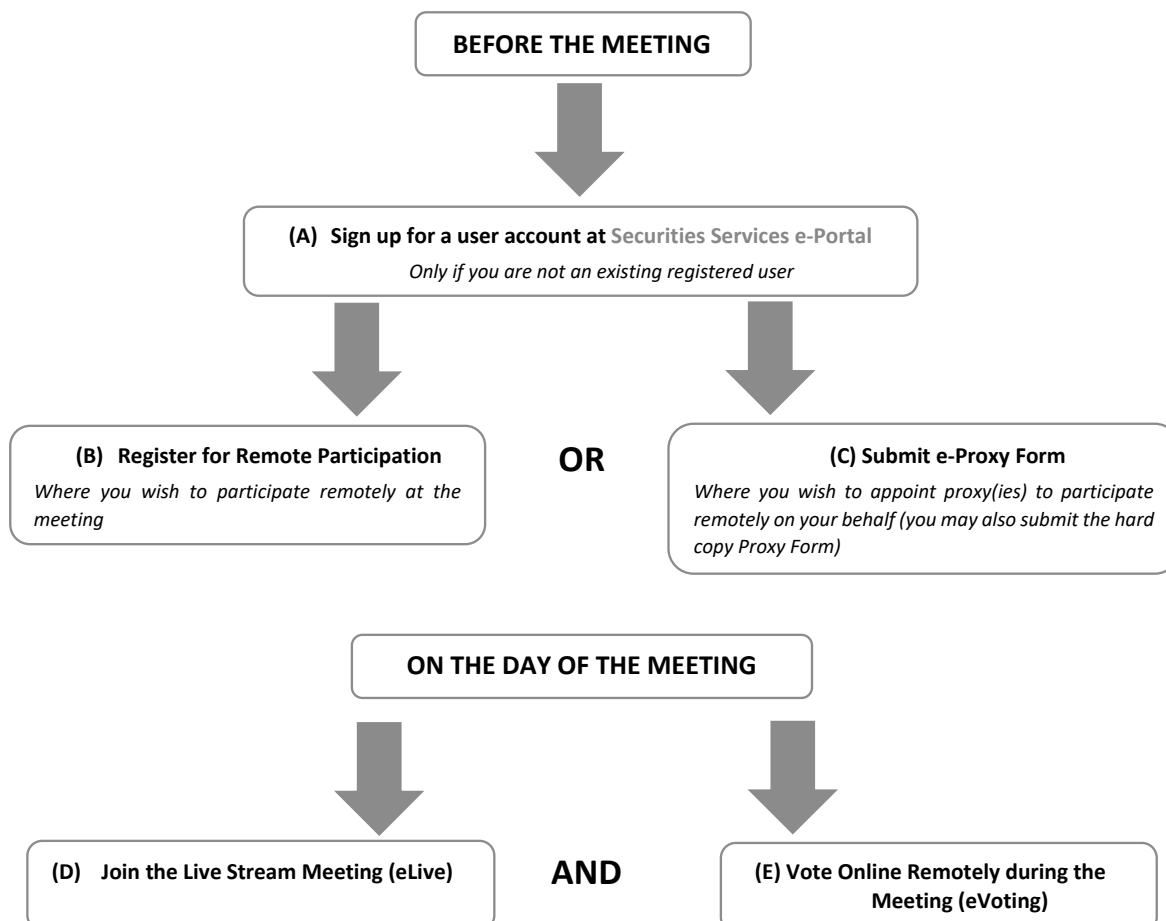 BEFORE THE MEETING
(A) Sign up for a user account at Securities Services e-Portal
Only if you are not an existing registered user
(B) Register for Remote Participation
Where you wish to participate remotely at the
meeting
OR
(C) Submit e-Proxy Form
Where you wish to appoint proxy(ies) to participate
remotely on your behalf (you may also submit the hard
copy Proxy Form)
ON THE DAY OF THE MEETING
(D) Join the Live Stream Meeting (eLive)
AND
(E) Vote Online Remotely during the
Meeting (eVoting)